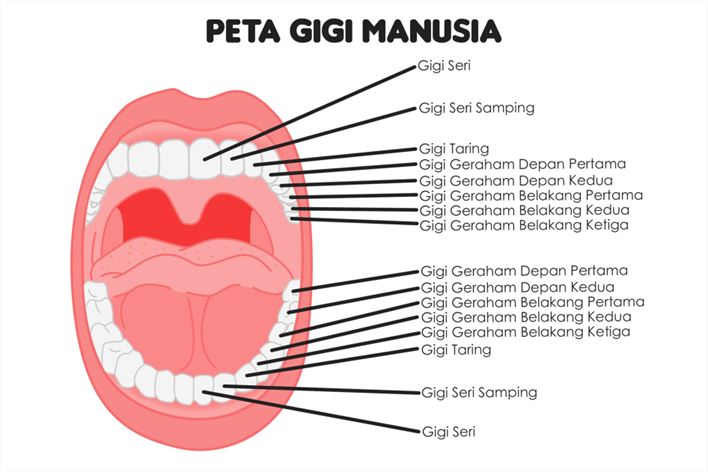 PETA GIGI MANUSIA
Gigi Seri
Gigi Seri Samping
Gigi Taring
Gigi Geraham Depan Pertama
Gigi Geraham Depan Kedua
Gigi Geraham Belakang Pertama
Gigi Geraham Belakang Kedua
Gigi Geraham Belakang Ketiga
Gigi Geraham Depan Pertama
Gigi Geraham Depan Kedua
Gigi Geraham Belakang Pertama
Gigi Geraham Belakang Kedua
Gigi Geraham Belakang Ketiga
Gigi Taring
Gigi Seri Samping
Gigi Seri